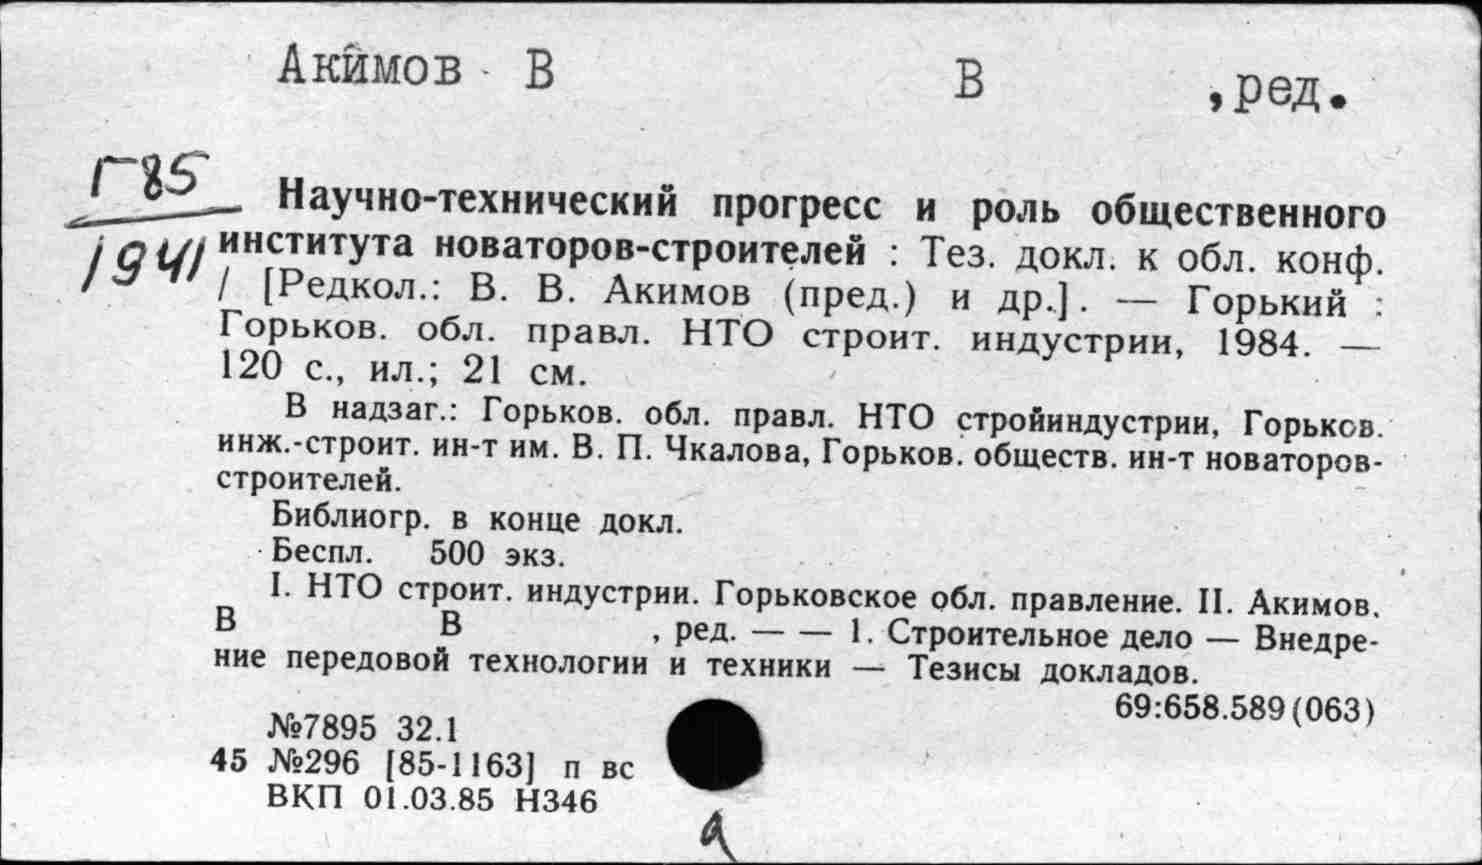 Акимов В В ,ред.
Г85
1941
Научно-технический прогресс и роль общественного
института новаторов-строителей : Тез. докл. к обл. конф.
/ [Редкол.: В. В. Акимов (пред.) и др.]. — Горький :
Горьков. обл. правл. НТО строит. индустрии, 1984. —
120 с., ил.; 21 см.
В надзаг.: Горьков. обл. правл. НТО стройиндустрии, Горьков.
инж.-строит. ин-т им. В. П. Чкалова, Горьков. обществ. ин-т новаторов-
строителей.
Библиогр. в конце докл.
Беспл. 500 экз.
I. НТО строит. индустрии. Горьковское обл. правление. II. Акимов,
В В , ред. — — 1. Строительное дело — Внедре-
ние передовой технологии и техники — Тезисы докладов.
69:658.589(063)
№7895 32.1
45 №296 [85-1163] п вс
ВКП 01.03.85 Н346